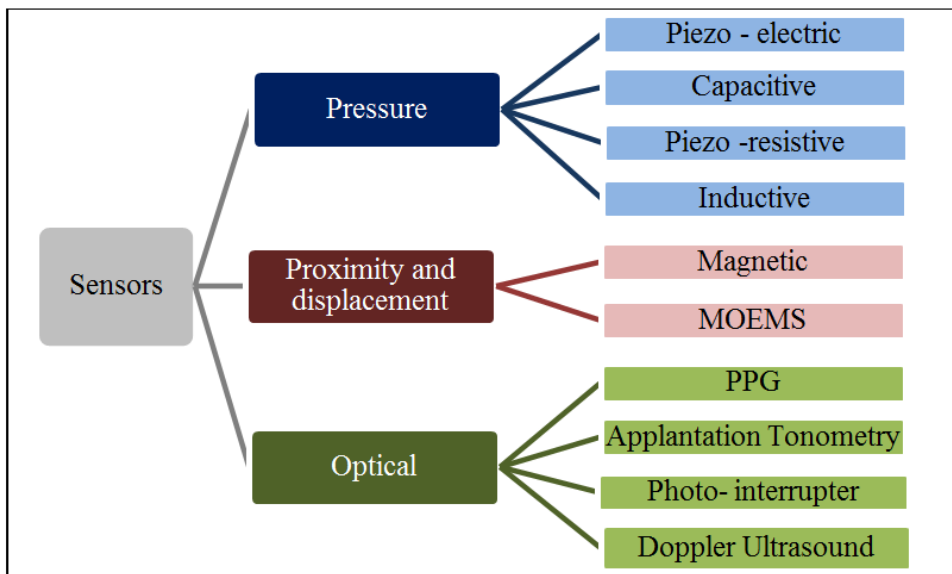 Sensors
Pressure
Piezo - electric
Capacitive
Piezo -resistive
Inductive
Proximity and
displacement
Magnetic
MOEMS
Optical
PPG
Applantation Tonometry
Photo- interrupter
Doppler Ultrasound